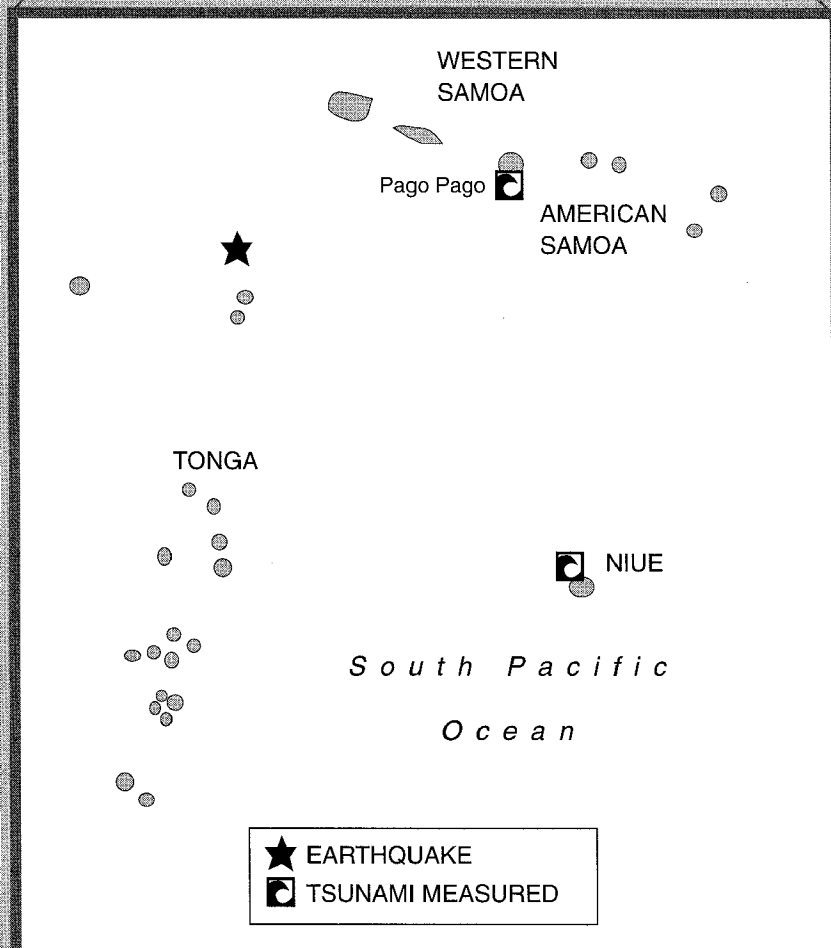 WESTERN
SAMOA
Pago Pago
AMERICAN
SAMOA
TONGA
NIUE
South Pacific
Ocean
EARTHQUAKE
TSUNAMI MEASURED